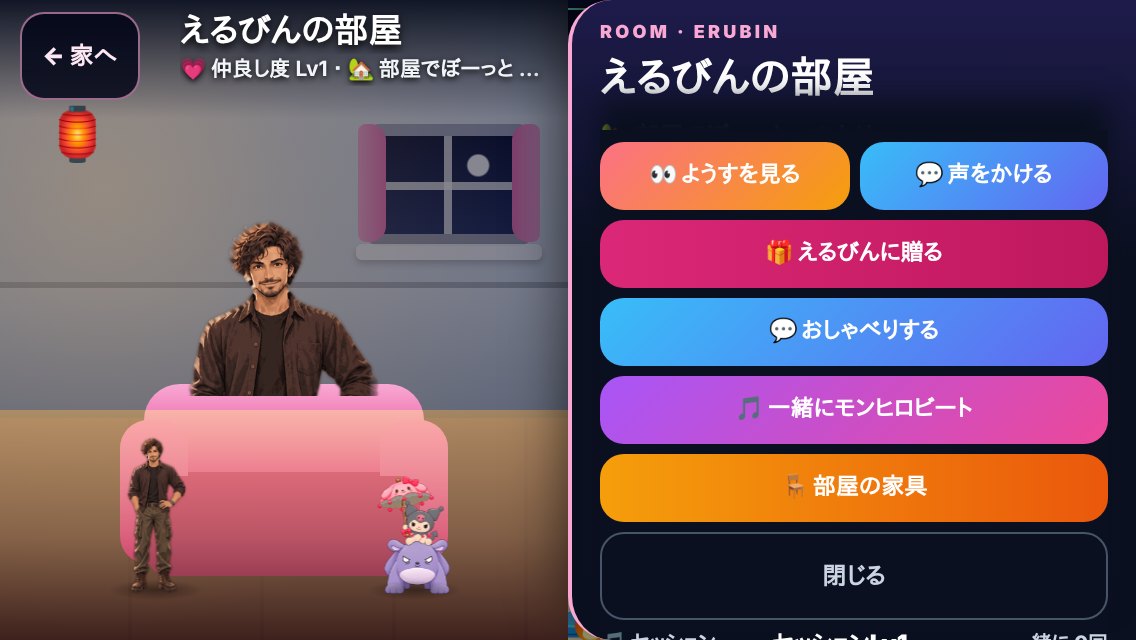 ← 家へ
えるびんの部屋
💗 仲良し度 Lv1 · 🏡 部屋でぼーっと …
ROOM · ERUBIN
えるびんの部屋
👀 ようすを見る
💬 声をかける
🎁 えるびんに贈る
💬 おしゃべりする
🎵 一緒にモンヒロビート
🪑 部屋の家具
閉じる